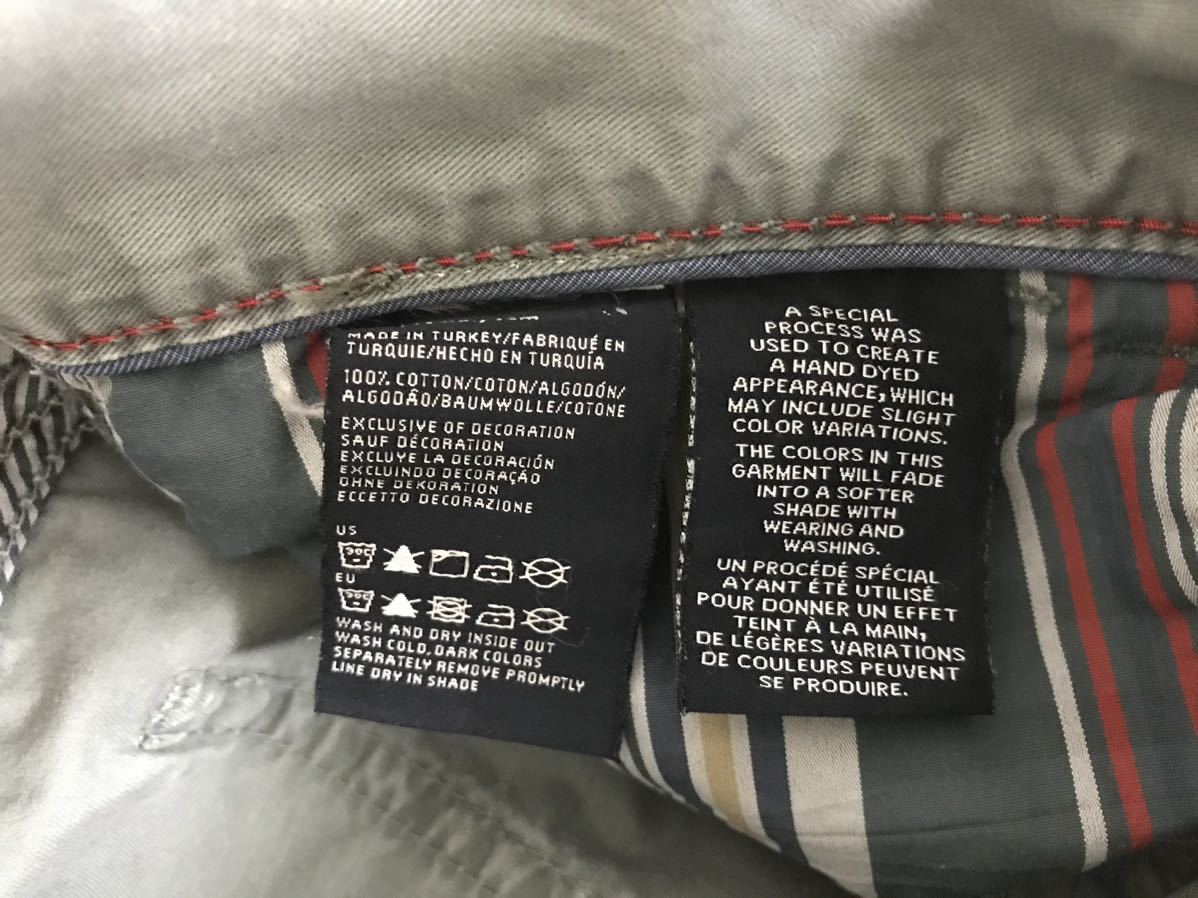 MADE IN TURKEY/FABRIQUÉ EN
TURQUIE/HECHO EN TURQUÍA
100% COTTON/COTON/ALGODÓN/
ALGODÃO/BAUMWOLLE/COTONE
EXCLUSIVE OF DECORATION
SAUF DÉCORATION
EXCLUYE LA DECORACIÓN
EXCLUINDO DECORAÇÃO
OHNE DEKORATION
ECCETTO DECORAZIONE
US
EU
WASH AND DRY INSIDE OUT
WASH COLD, DARK COLORS
SEPARATELY REMOVE PROMPTLY
LINE DRY IN SHADE
A SPECIAL
PROCESS WAS
USED TO CREATE
A HAND DYED
APPEARANCE, WHICH
MAY INCLUDE SLIGHT
COLOR VARIATIONS.
THE COLORS IN THIS
GARMENT WILL FADE
INTO A SOFTER
SHADE WITH
WEARING AND
WASHING.
UN PROCÉDÉ SPÉCIAL
AYANT ÉTÉ UTILISÉ
POUR DONNER UN EFFET
TEINT À LA MAIN,
DE LÉGÈRES VARIATIONS
DE COULEURS PEUVENT
SE PRODUIRE.